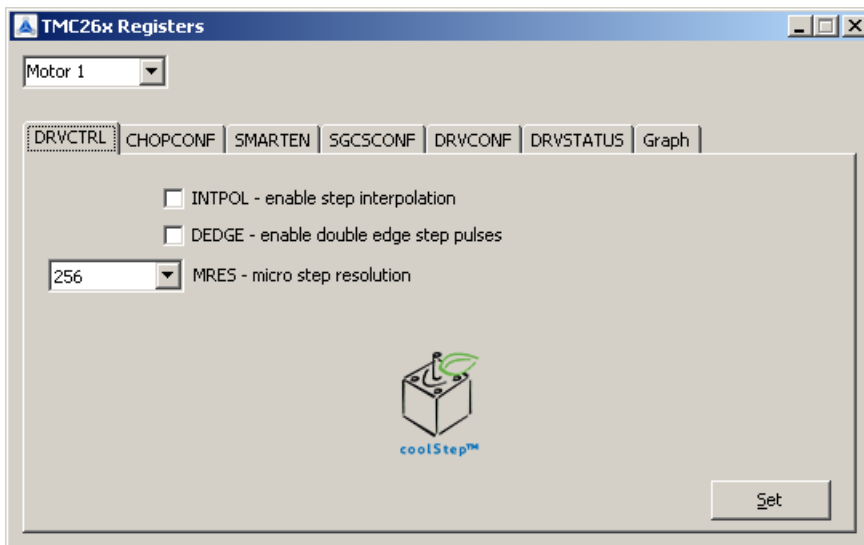 TMC26x Registers
Motor 1
DRVCTRL CHOPCONF SMARTEN SGCSCONF DRVCONF DRVSTATUS Graph
INTPOL - enable step interpolation
DEDGE - enable double edge step pulses
256 MRES - micro step resolution
coolStep™
Set